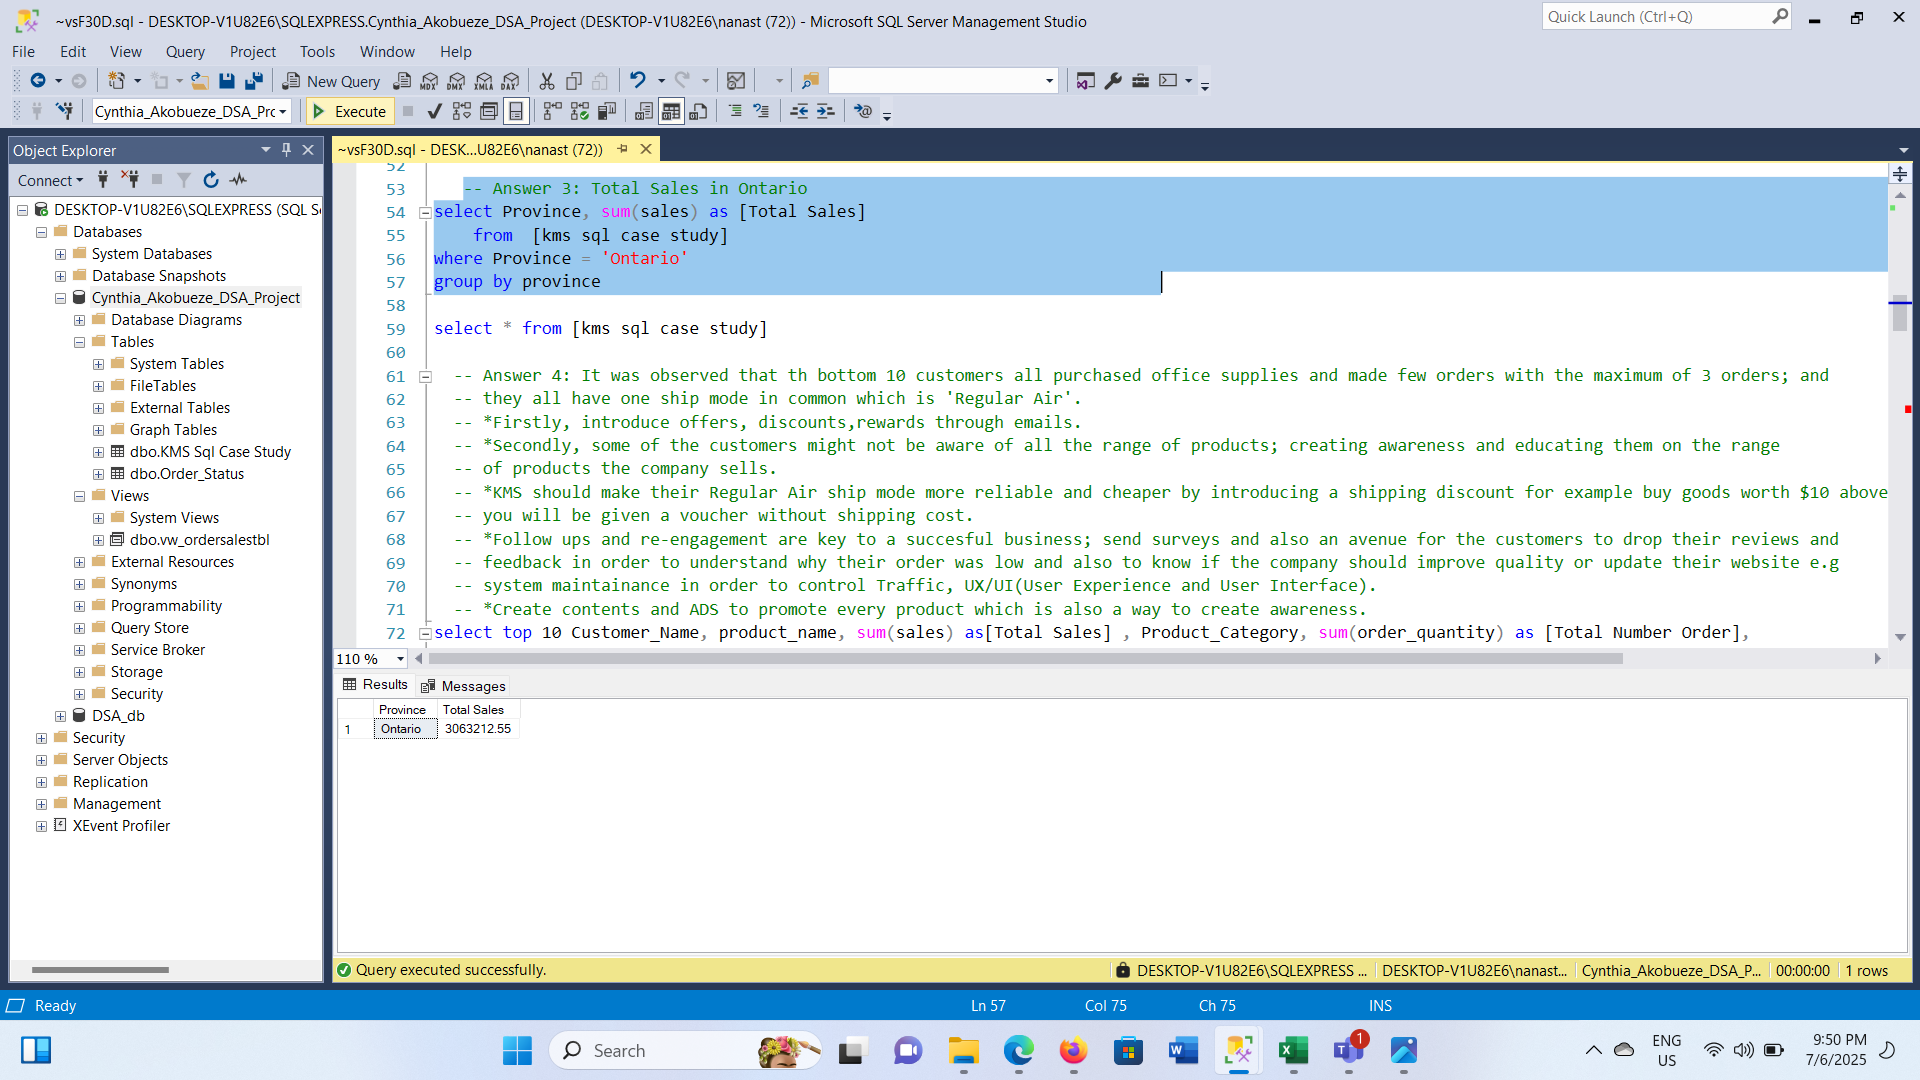 ~vsF30D.sql - DESKTOP-V1U82E6\SQLEXPRESS.Cynthia_Akobueze_DSA_Project (DESKTOP-V1U82E6\nanast (72)) - Microsoft SQL Server Management Studio
Quick Launch (Ctrl+Q)
File Edit View Query Project Tools Window Help
New Query MDX DMX XMLA DAX
Cynthia_Akobueze_DSA_Prc Execute
Object Explorer
Connect
DESKTOP-V1U82E6\SQLEXPRESS (SQL S
Databases
System Databases
Database Snapshots
Cynthia_Akobueze_DSA_Project
Database Diagrams
Tables
System Tables
FileTables
External Tables
Graph Tables
dbo.KMS Sql Case Study
dbo.Order_Status
Views
System Views
dbo.vw_ordersalestbl
External Resources
Synonyms
Programmability
Query Store
Service Broker
Storage
Security
DSA_db
Security
Server Objects
Replication
Management
XEvent Profiler
~vsF30D.sql - DESK...U82E6\nanast (72))
52
53 -- Answer 3: Total Sales in Ontario
54 select Province, sum(sales) as [Total Sales]
55 from [kms sql case study]
56 where Province = 'Ontario'
57 group by province
58
59 select * from [kms sql case study]
60
61 -- Answer 4: It was observed that th bottom 10 customers all purchased office supplies and made few orders with the maximum of 3 orders; and
62 -- they all have one ship mode in common which is 'Regular Air'.
63 -- *Firstly, introduce offers, discounts,rewards through emails.
64 -- *Secondly, some of the customers might not be aware of all the range of products; creating awareness and educating them on the range
65 -- of products the company sells.
66 -- *KMS should make their Regular Air ship mode more reliable and cheaper by introducing a shipping discount for example buy goods worth $10 above
67 -- you will be given a voucher without shipping cost.
68 -- *Follow ups and re-engagement are key to a succesful business; send surveys and also an avenue for the customers to drop their reviews and
69 -- feedback in order to understand why their order was low and also to know if the company should improve quality or update their website e.g
70 -- system maintainance in order to control Traffic, UX/UI(User Experience and User Interface).
71 -- *Create contents and ADS to promote every product which is also a way to create awareness.
72 select top 10 Customer_Name, product_name, sum(sales) as[Total Sales] , Product_Category, sum(order_quantity) as [Total Number Order],
110 %
Results Messages
Province Total Sales
1 Ontario 3063212.55
Query executed successfully.
DESKTOP-V1U82E6\SQLEXPRESS ... DESKTOP-V1U82E6\nanast... Cynthia_Akobueze_DSA_P... 00:00:00 1 rows
Ready Ln 57 Col 75 Ch 75 INS
Search
1
ENG
US
9:50 PM
7/6/2025